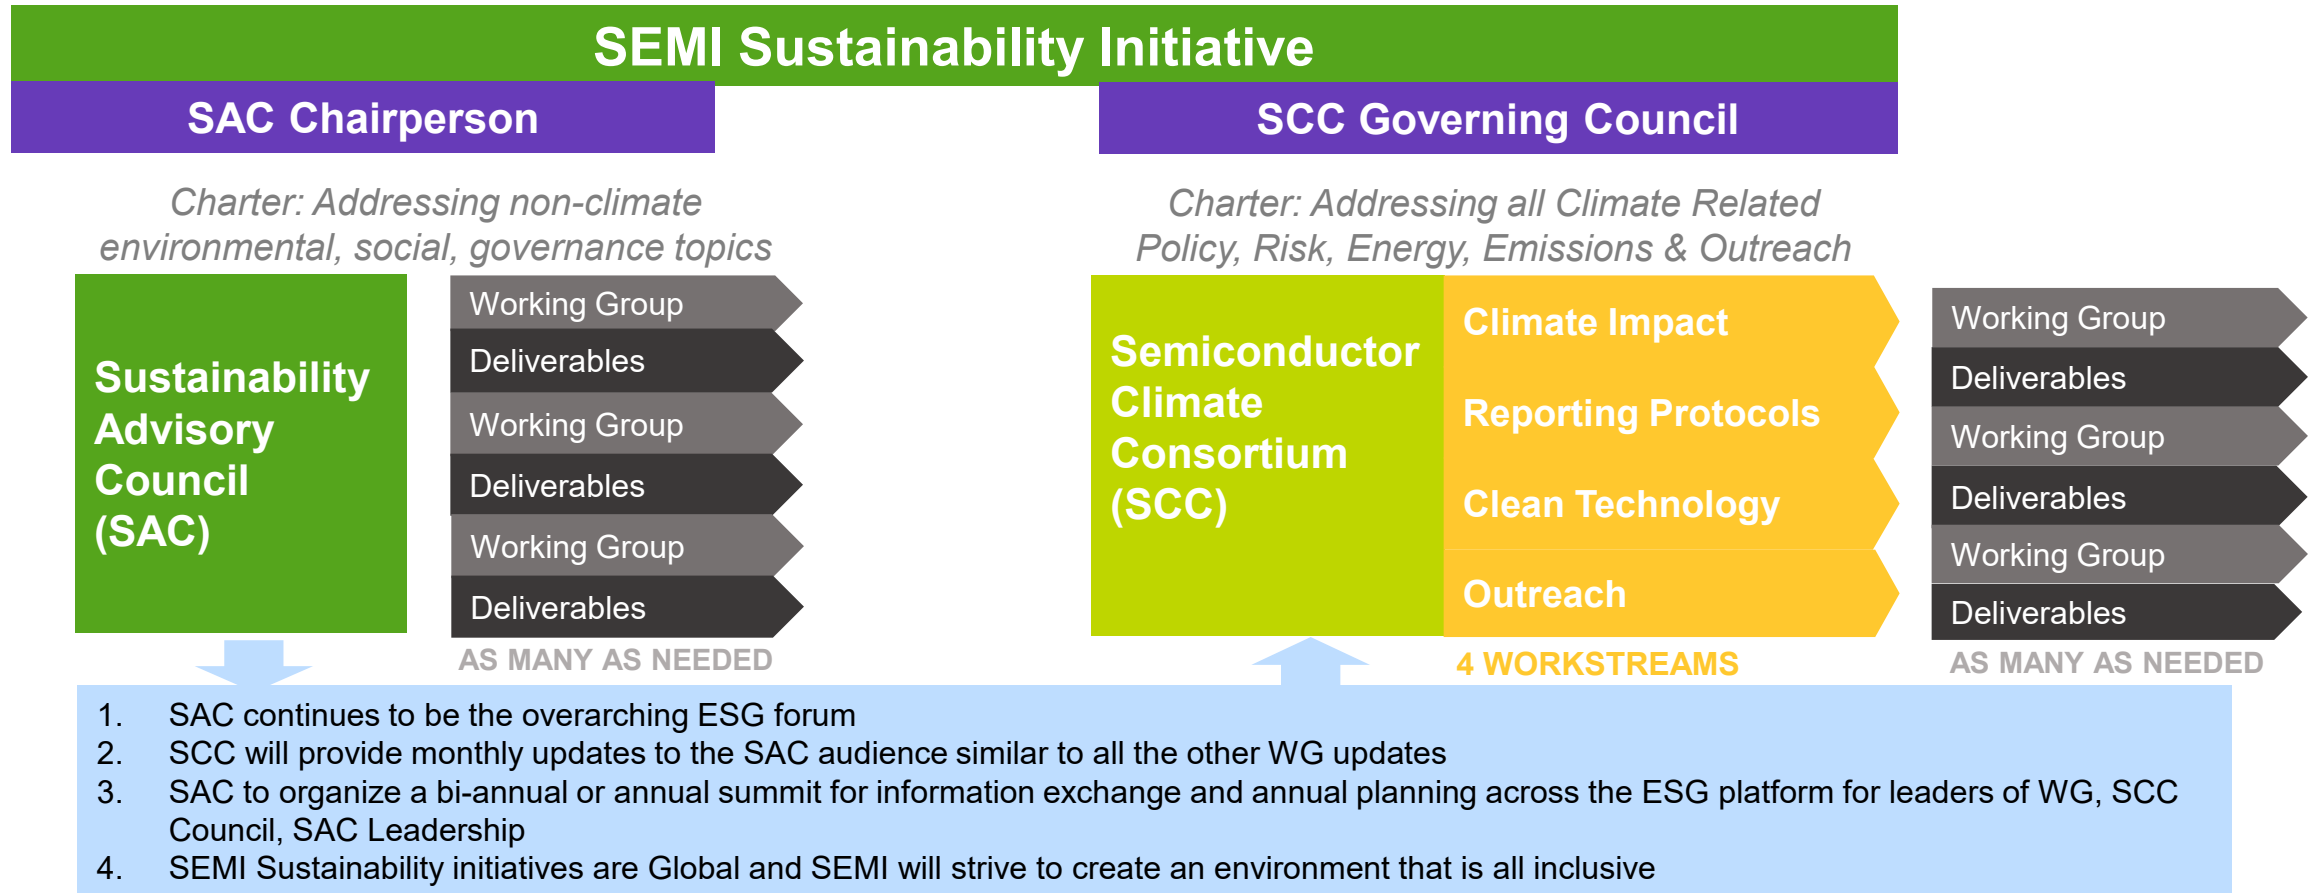 SEMI Sustainability Initiative
SAC Chairperson
Charter: Addressing non-climate
environmental, social, governance topics
Sustainability
Advisory
Council
(SAC)
Working Group
Deliverables
Working Group
Deliverables
Working Group
Deliverables
AS MANY AS NEEDED
SCC Governing Council
Charter: Addressing all Climate Related
Policy, Risk, Energy, Emissions & Outreach
Semiconductor
Climate
Consortium
(SCC)
Climate Impact
Reporting Protocols
Clean Technology
Outreach
4 WORKSTREAMS
Working Group
Deliverables
Working Group
Deliverables
Working Group
Deliverables
AS MANY AS NEEDED
1. SAC continues to be the overarching ESG forum
2. SCC will provide monthly updates to the SAC audience similar to all the other WG updates
3. SAC to organize a bi-annual or annual summit for information exchange and annual planning across the ESG platform for leaders of WG, SCC
Council, SAC Leadership
4. SEMI Sustainability initiatives are Global and SEMI will strive to create an environment that is all inclusive